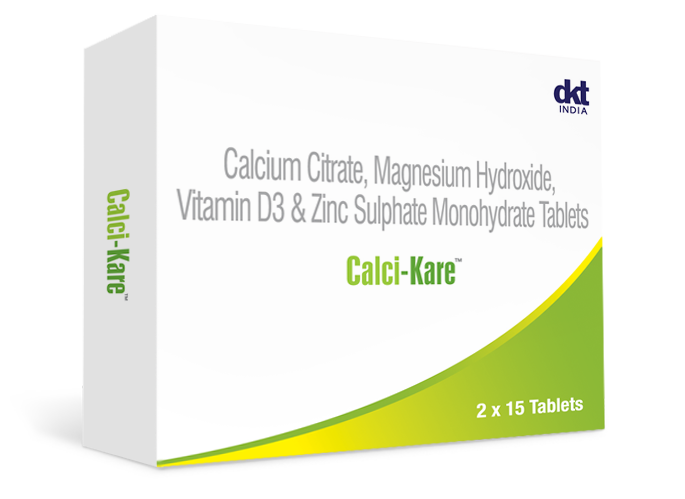 dkt
INDIA
Calcium Citrate, Magnesium Hydroxide,
Vitamin D3 & Zinc Sulphate Monohydrate Tablets
Calci-Kare™
2 x 15 Tablets
Calci-Kare™